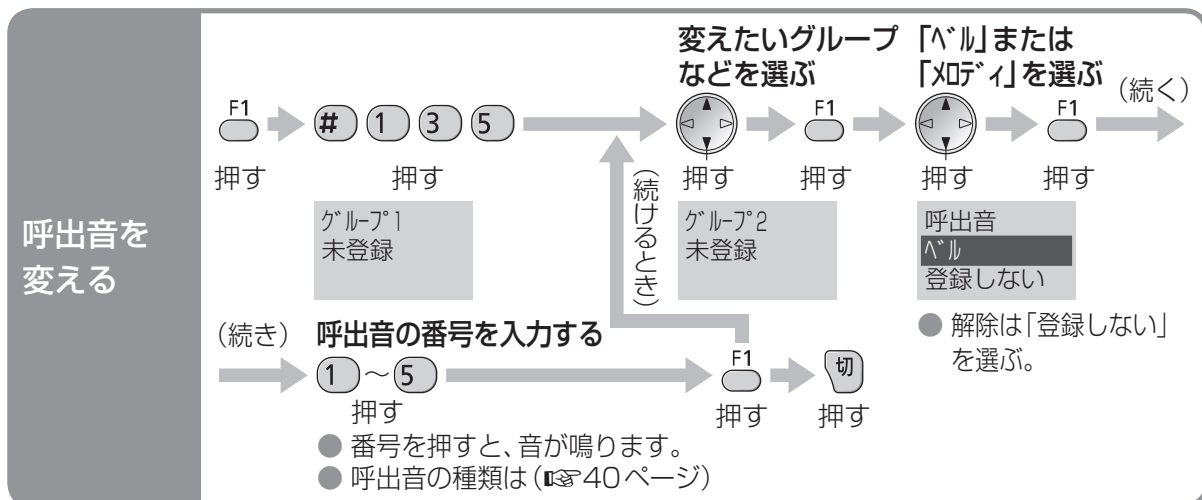 呼出音を
変える
F1
押す
# 1 3 5
押す
グループ1
未登録
変えたいグループ
などを選ぶ
押す
F1
押す
グループ2
未登録
「ベル」または
「メロディ」を選ぶ
押す
F1
押す
(続く)
呼出音
ベル
登録しない
● 解除は「登録しない」
を選ぶ。
(続けるとき)
(続き)
呼出音の番号を入力する
1~5
押す
● 番号を押すと、音が鳴ります。
● 呼出音の種類は(☞40ページ)
F1
押す
切
押す